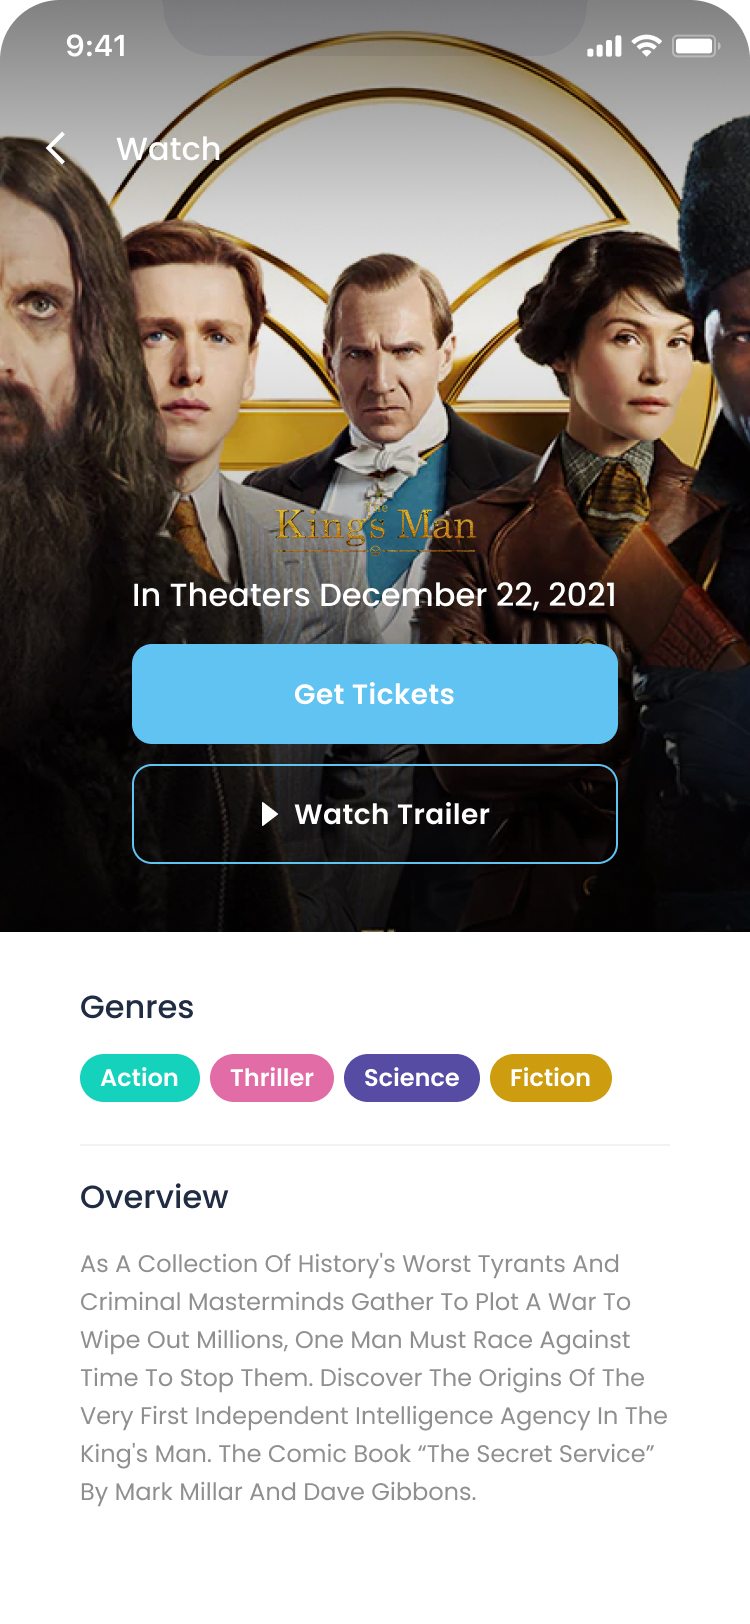 9:41
Watch
The
King's Man
In Theaters December 22, 2021
Get Tickets
Watch Trailer
Genres
Action Thriller Science Fiction
Overview
As A Collection Of History's Worst Tyrants And
Criminal Masterminds Gather To Plot A War To
Wipe Out Millions, One Man Must Race Against
Time To Stop Them. Discover The Origins Of The
Very First Independent Intelligence Agency In The
King's Man. The Comic Book “The Secret Service”
By Mark Millar And Dave Gibbons.